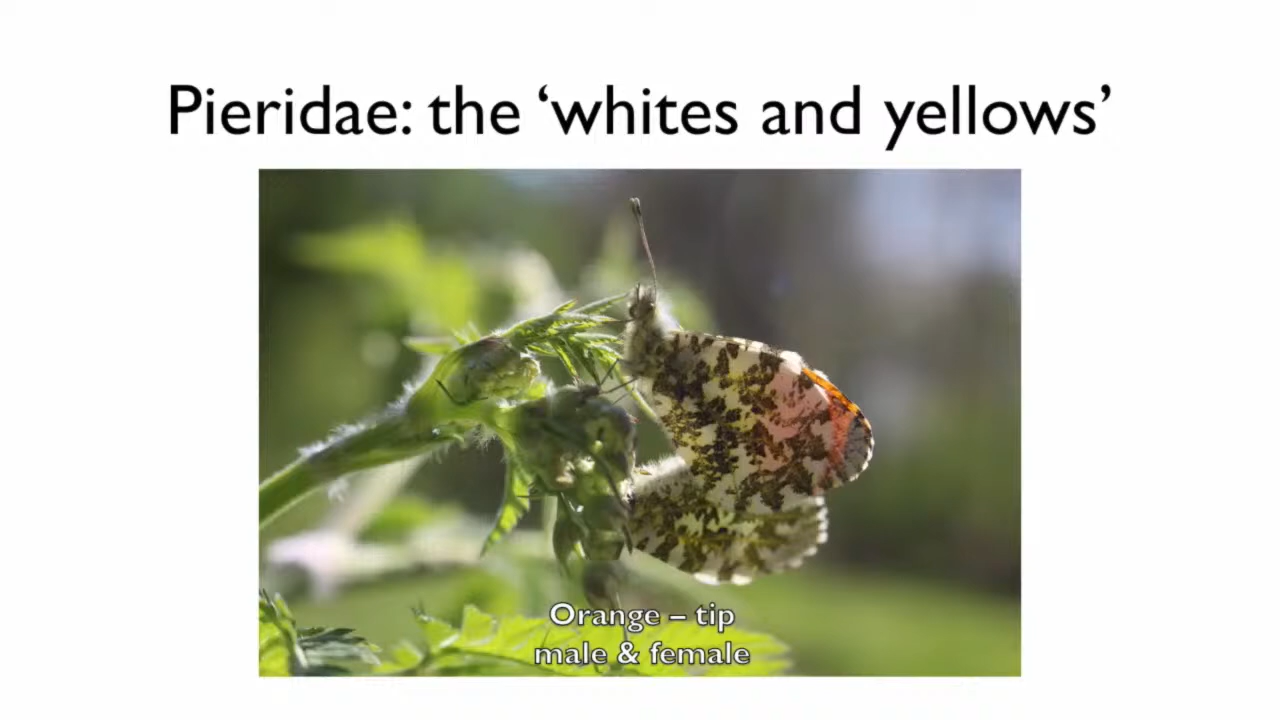 Pieridae: the ‘whites and yellows’
Orange – tip
male & female